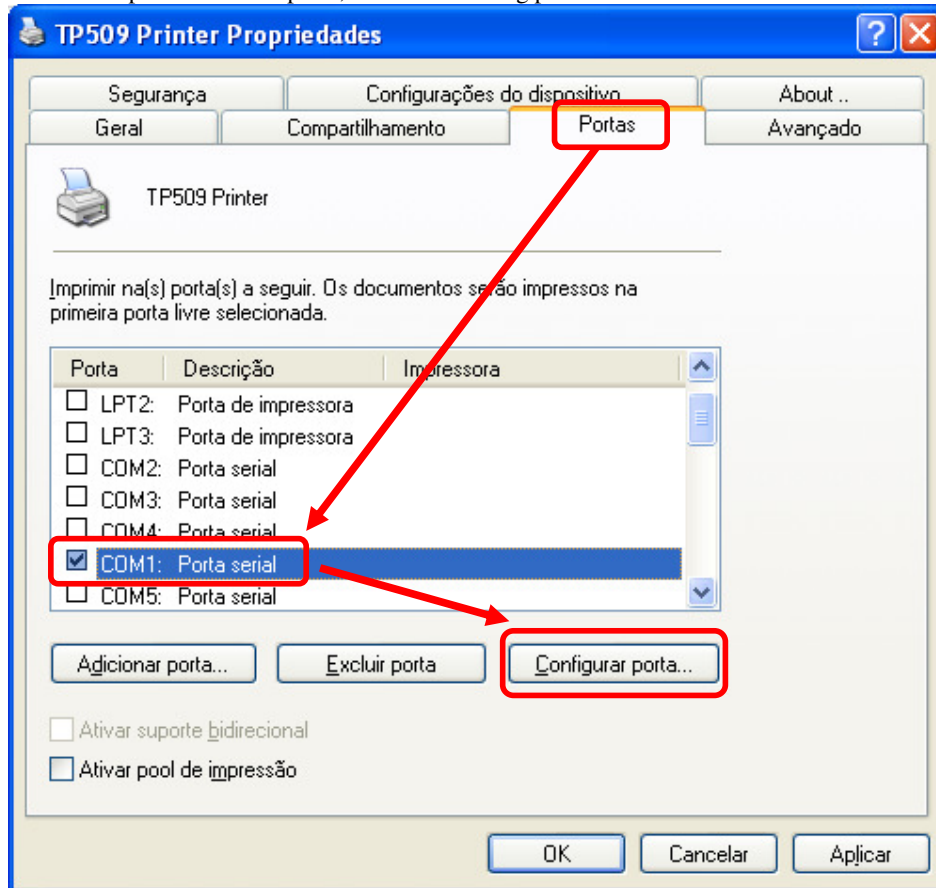 TP509 Printer Propriedades
Segurança Configurações do dispositivo About ..
Geral Compartilhamento Portas Avançado
TP509 Printer
Imprimir na(s) porta(s) a seguir. Os documentos serão impressos na
primeira porta livre selecionada.
Porta Descrição Impressora
LPT2: Porta de impressora
LPT3: Porta de impressora
COM2: Porta serial
COM3: Porta serial
COM4: Porta serial
COM1: Porta serial
COM5: Porta serial
Adicionar porta... Excluir porta Configurar porta...
Ativar suporte bidirecional
Ativar pool de impressão
OK Cancelar Aplicar